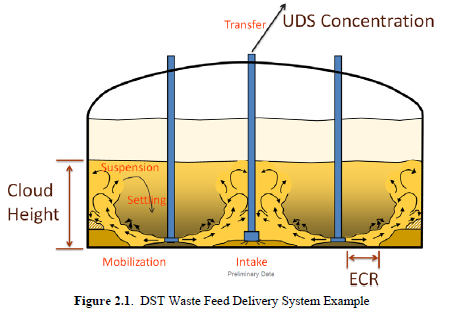 Transfer
UDS Concentration
Suspension
Settling
Cloud
Height
Mobilization
Intake
Preliminary Data
ECR
Figure 2.1. DST Waste Feed Delivery System Example